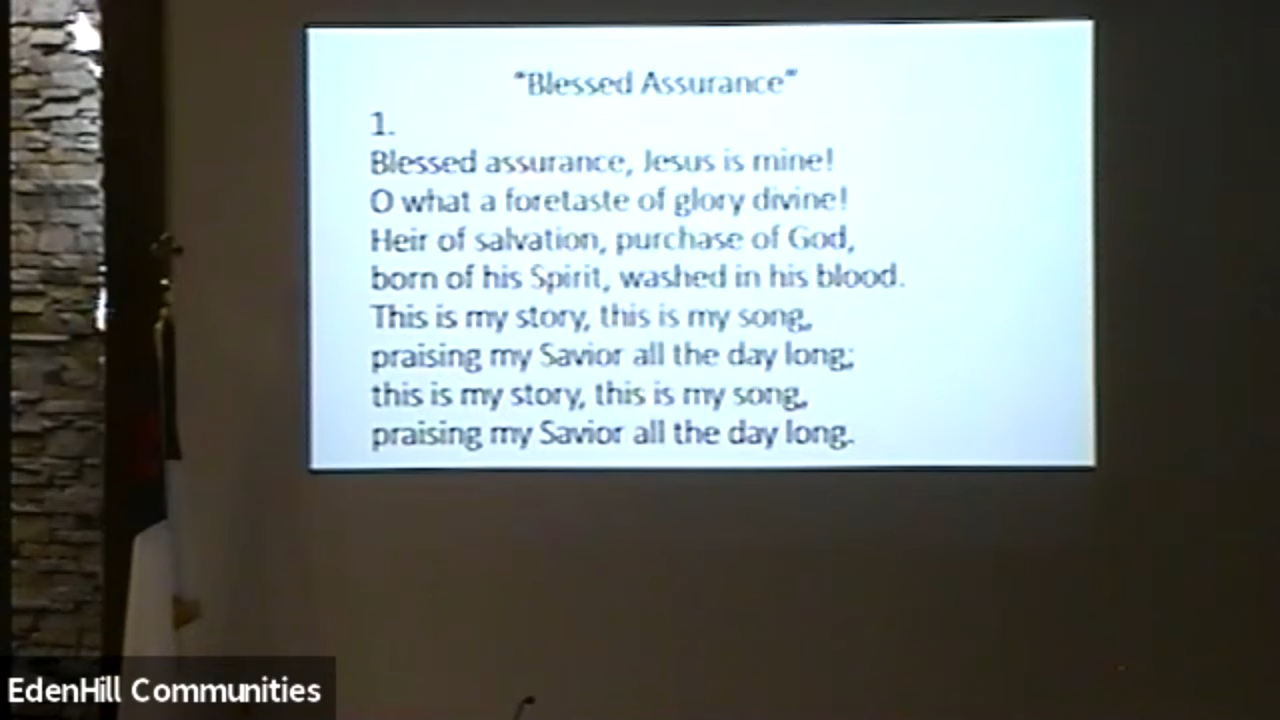 "Blessed Assurance"
1.
Blessed assurance, Jesus is mine!
O what a foretaste of glory divine!
Heir of salvation, purchase of God,
born of his Spirit, washed in his blood.
This is my story, this is my song,
praising my Savior all the day long;
this is my story, this is my song,
praising my Savior all the day long.
EdenHill Communities